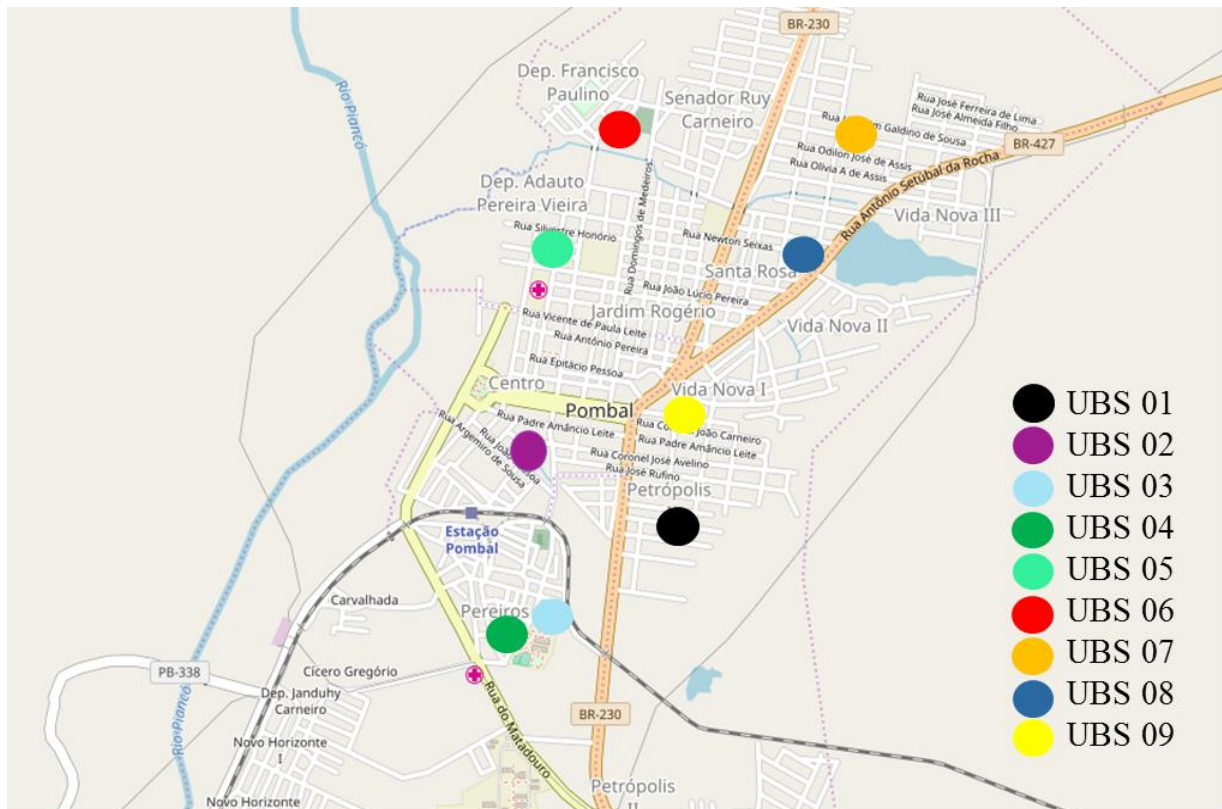 BR-230
Dep. Francisco
Paulino
Senador Ruy
Carneiro
Rua José Ferreira de Lima
Rua José Almeida Filho
Galdino de Sousa
BR-427
Rio Piancó
Rua Odilon José de Assis
Rua Olívia A de Assis
Rua Antônio Setúbal da Rocha
Dep. Adauto
Pereira Vieira
Rua Domingos de Medeiros
Vida Nova III
Rua Silvestre Honório
Rua Newton Seixas
Santa Rosa
Rua João Lúcio Pereira
Jardim Rogério
Rua Vicente de Paula Leite
Vida Nova II
Rua Antônio Pereira
Rua Epitácio Pessoa
Centro
Vida Nova I
Pombal
Rua Padre Amâncio Leite
João Carneiro
Rua Padre Amâncio Leite
Rua Argemiro de Sousa
Rua Coronel José Avelino
Rua José Rufino
Petrópolis
Estação
Pombal
Carvalhada
Pereiros
Cícero Gregório
PB-338
Dep. Janduhy
Carneiro
Rua do Matadouro
BR-230
Novo Horizonte
I
Rio Piancó
Petrópolis
II
Novo Horizonte
UBS 01
UBS 02
UBS 03
UBS 04
UBS 05
UBS 06
UBS 07
UBS 08
UBS 09